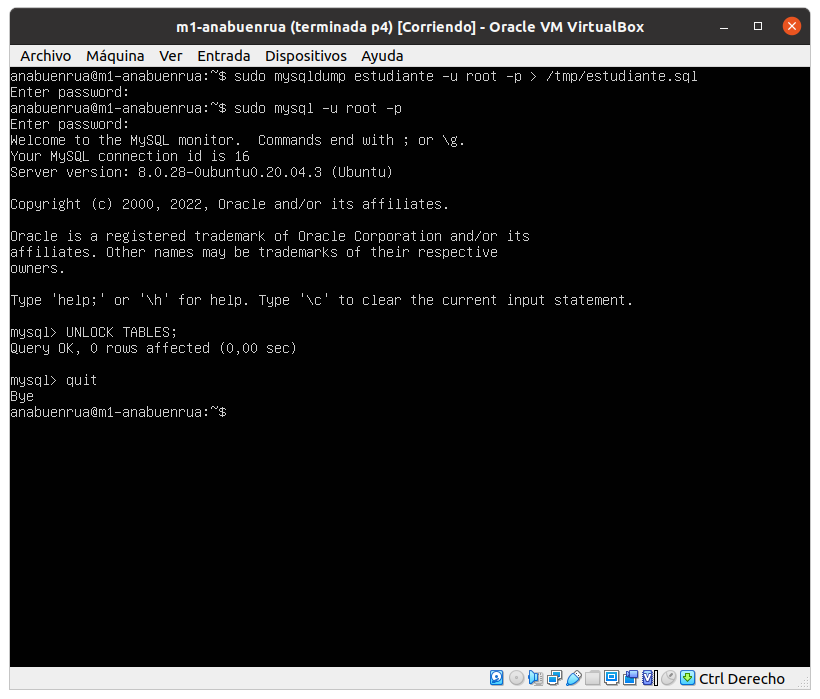 m1-anabuenrua (terminada p4) [Corriendo] - Oracle VM VirtualBox
Archivo Máquina Ver Entrada Dispositivos Ayuda
anabuenrua@m1-anabuenrua:~$ sudo mysqldump estudiante -u root -p > /tmp/estudiante.sql
Enter password:
anabuenrua@m1-anabuenrua:~$ sudo mysql -u root -p
Enter password:
Welcome to the MySQL monitor.  Commands end with ; or \g.
Your MySQL connection id is 16
Server version: 8.0.28-0ubuntu0.20.04.3 (Ubuntu)
Copyright (c) 2000, 2022, Oracle and/or its affiliates.
Oracle is a registered trademark of Oracle Corporation and/or its
affiliates. Other names may be trademarks of their respective
owners.
Type 'help;' or '\h' for help. Type '\c' to clear the current input statement.
mysql> UNLOCK TABLES;
Query OK, 0 rows affected (0,00 sec)
mysql> quit
Bye
anabuenrua@m1-anabuenrua:~$
Ctrl Derecho